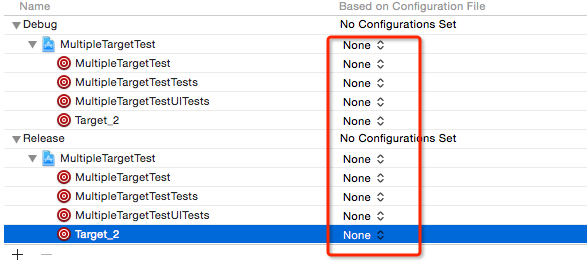 Name Based on Configuration File
Debug No Configurations Set
MultipleTargetTest None
MultipleTargetTest None
MultipleTargetTestTests None
MultipleTargetTestUITests None
Target_2 None
Release No Configurations Set
MultipleTargetTest None
MultipleTargetTest None
MultipleTargetTestTests None
MultipleTargetTestUITests None
Target_2 None